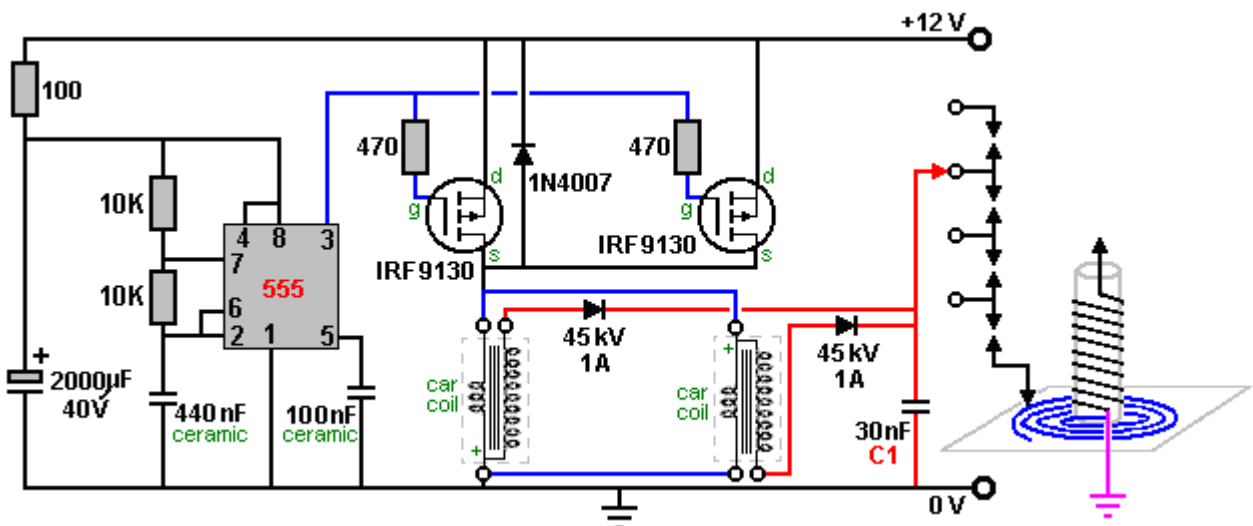 +12 V
100
470
470
d
d
1N4007
10K
g
g
4 8 3
7
IRF9130
s
s
IRF9130
555
10K
6
2 1 5
+
2000µF
40V
45 kV
1A
45 kV
1A
car
coil
+
car
coil
+
440 nF
ceramic
100nF
ceramic
30nF
C1
0 V